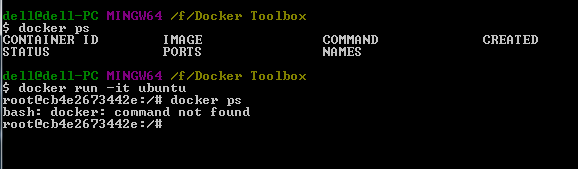 dell@dell-PC MINGW64 /f/Docker Toolbox
$ docker ps
CONTAINER ID IMAGE COMMAND CREATED
STATUS PORTS NAMES
dell@dell-PC MINGW64 /f/Docker Toolbox
$ docker run -it ubuntu
root@cb4e2673442e:/# docker ps
bash: docker: command not found
root@cb4e2673442e:/#